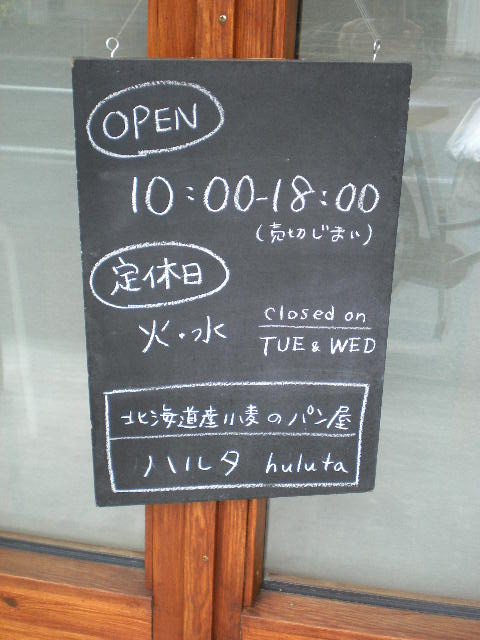 OPEN
10:00-18:00
(売切じまい)
定休日
火・水
closed on
TUE & WED
北海道産小麦のパン屋
ハルタ huluta